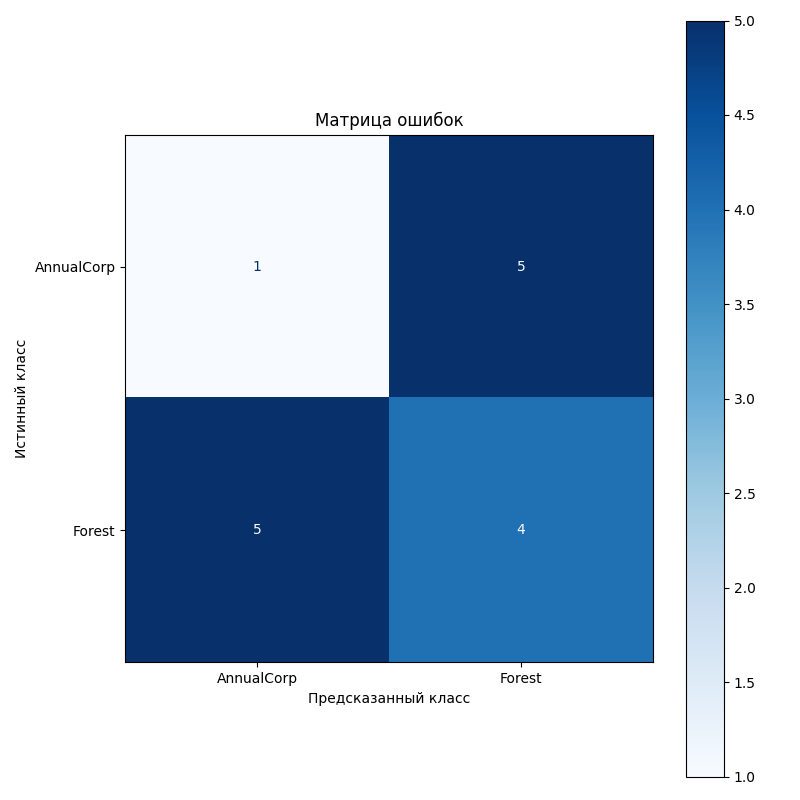 Матрица ошибок
5.0
4.5
4.0
3.5
3.0
2.5
2.0
1.5
1.0
Истинный класс
AnnualCorp
1
5
Forest
5
4
AnnualCorp
Forest
Предсказанный класс